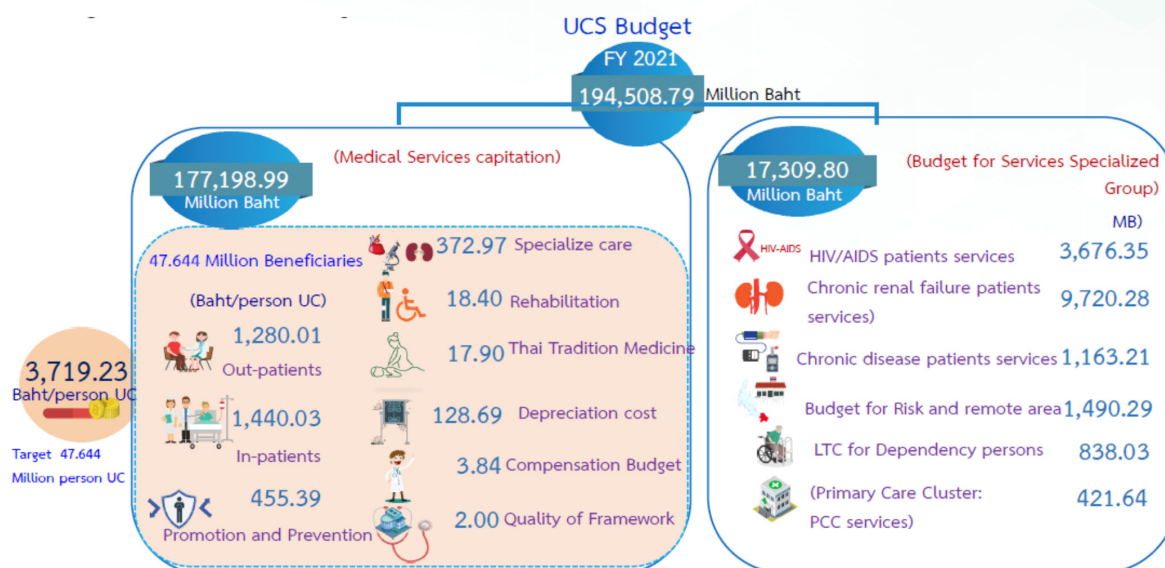 UCS Budget
FY 2021
194,508.79 Million Baht
177,198.99
Million Baht
(Medical Services capitation)
47.644 Million Beneficiaries
(Baht/person UC)
1,280.01
Out-patients
1,440.03
In-patients
455.39
Promotion and Prevention
372.97 Specialize care
18.40 Rehabilitation
17.90 Thai Tradition Medicine
128.69 Depreciation cost
3.84 Compensation Budget
2.00 Quality of Framework
3,719.23
Baht/person UC
Target 47.644
Million person UC
17,309.80
Million Baht
(Budget for Services Specialized
Group)
MB)
HIV-AIDS HIV/AIDS patients services 3,676.35
Chronic renal failure patients
services) 9,720.28
Chronic disease patients services 1,163.21
Budget for Risk and remote area 1,490.29
LTC for Dependency persons 838.03
(Primary Care Cluster:
PCC services) 421.64